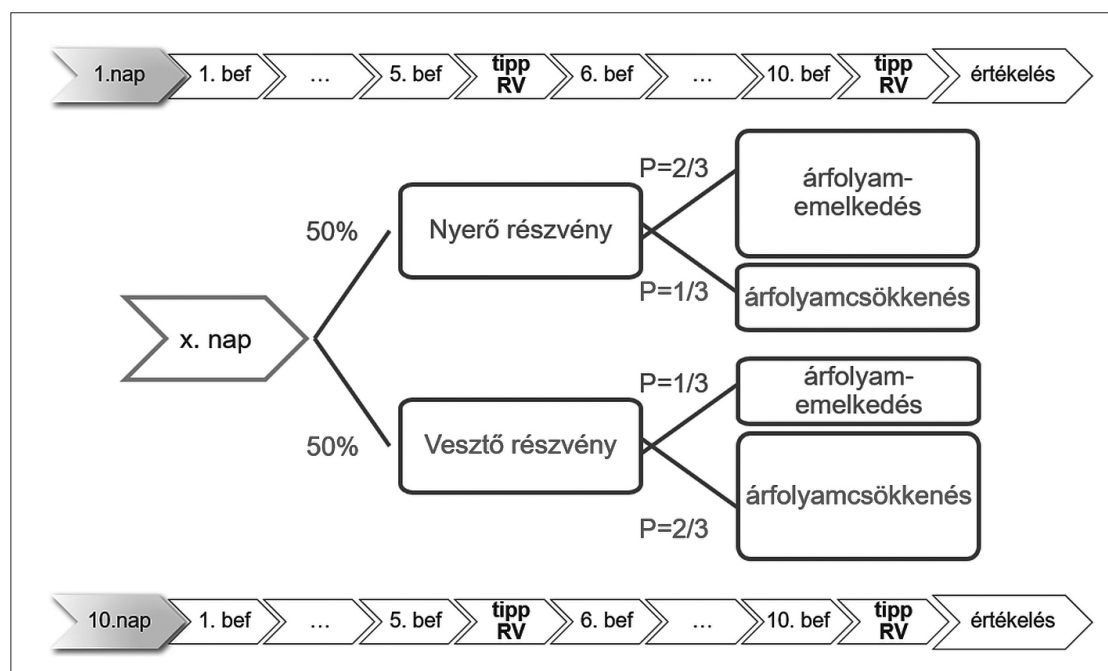 1.nap 1. bef ... 5. bef tipp RV 6. bef ... 10. bef tipp RV értékelés
P=2/3
árfolyam-
emelkedés
50%
Nyerő részvény
P=1/3
árfolyamcsökkenés
x. nap
P=1/3
árfolyam-
emelkedés
50%
Vesztő részvény
árfolyamcsökkenés
P=2/3
10.nap 1. bef ... 5. bef tipp RV 6. bef ... 10. bef tipp RV értékelés